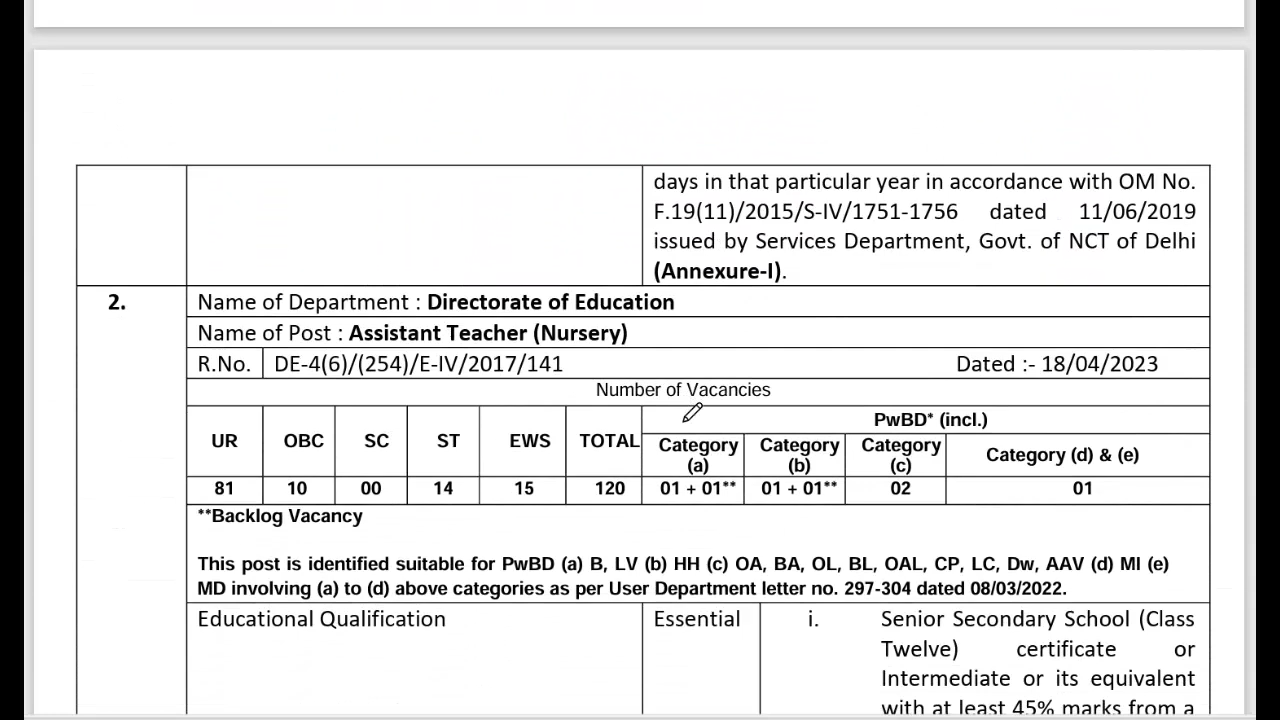 days in that particular year in accordance with OM No.
F.19(11)/2015/S-IV/1751-1756 dated 11/06/2019
issued by Services Department, Govt. of NCT of Delhi
(Annexure-I).
2. Name of Department : Directorate of Education
Name of Post : Assistant Teacher (Nursery)
R.No. DE-4(6)/(254)/E-IV/2017/141 Dated :- 18/04/2023
Number of Vacancies
UR OBC SC ST EWS TOTAL PwBD* (incl.)
Category (a) Category (b) Category (c) Category (d) & (e)
81 10 00 14 15 120 01 + 01** 01 + 01** 02 01
**Backlog Vacancy
This post is identified suitable for PwBD (a) B, LV (b) HH (c) OA, BA, OL, BL, OAL, CP, LC, Dw, AAV (d) MI (e)
MD involving (a) to (d) above categories as per User Department letter no. 297-304 dated 08/03/2022.
Educational Qualification Essential i. Senior Secondary School (Class
Twelve) certificate or
Intermediate or its equivalent
with at least 45% marks from a